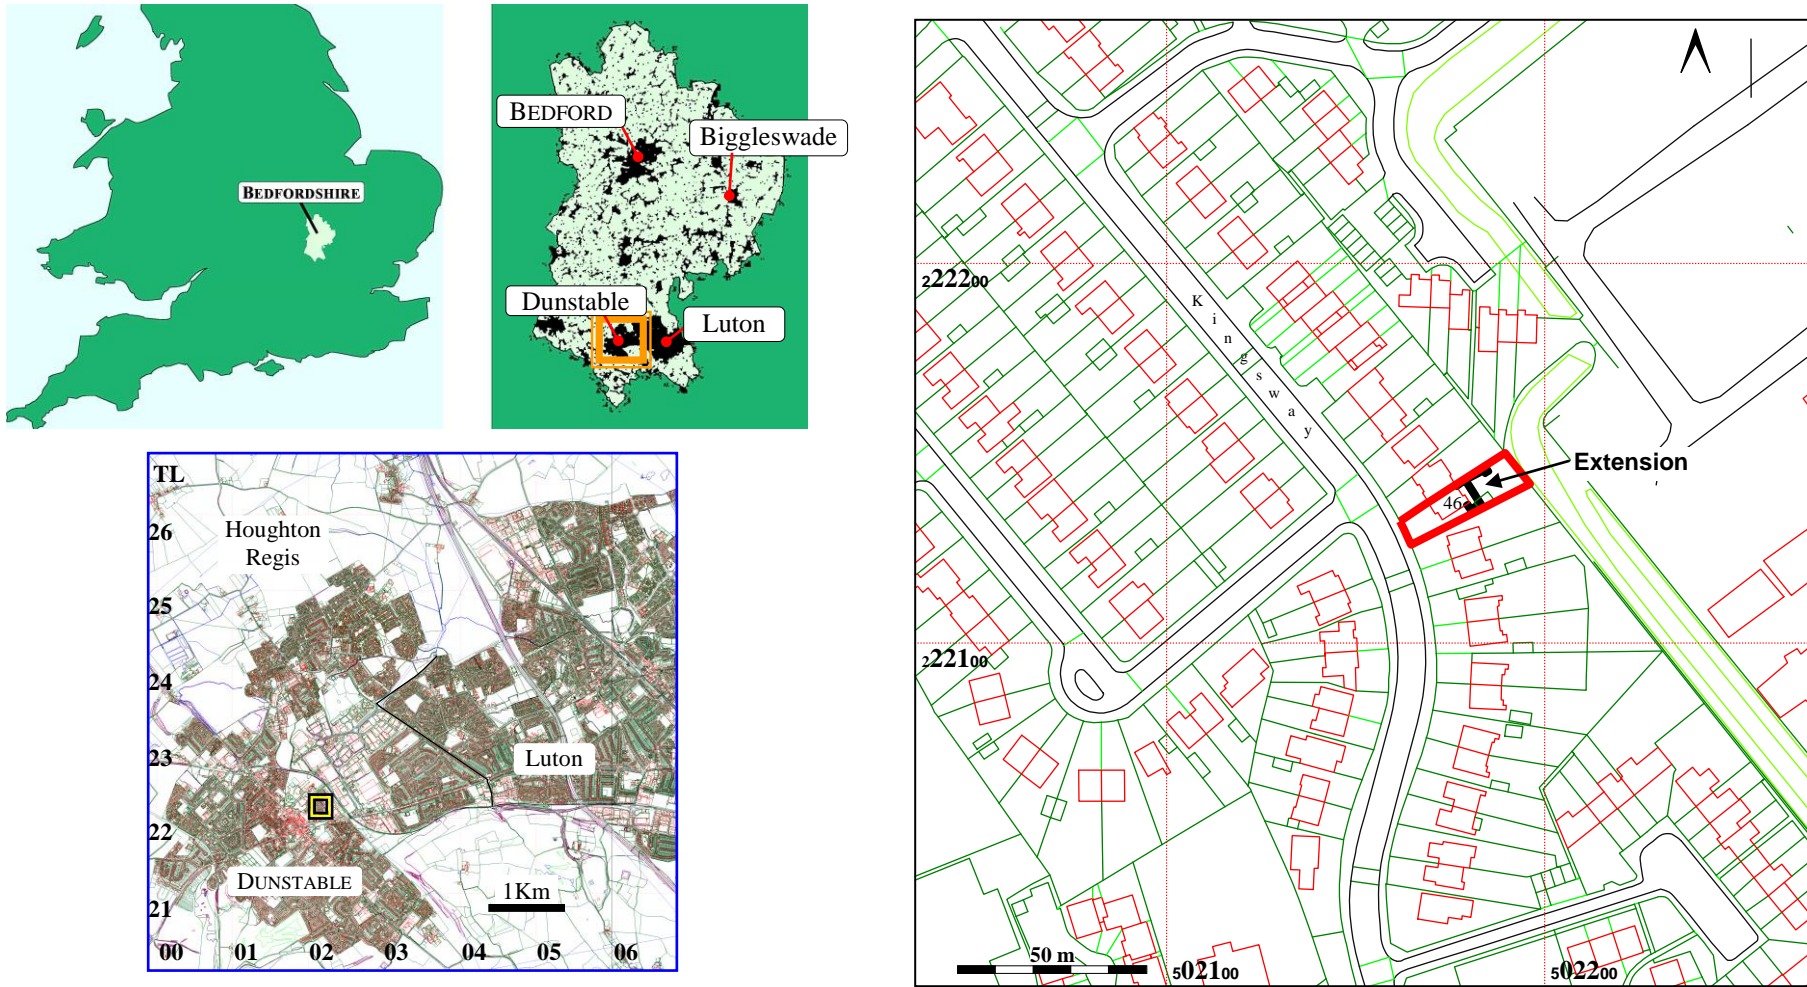 BEDFORDSHIRE
BEDFORD
Biggleswade
Dunstable
Luton
TL
Houghton
Regis
26
25
24
23
22
21
Luton
DUNSTABLE
1Km
00 01 02 03 04 05 06
222200
Kingsway
Extension
46
222100
50 m
502100
502200